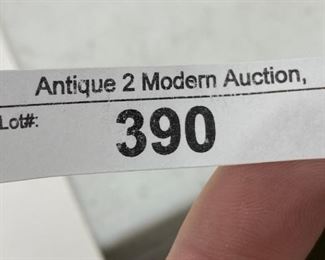 Antique 2 Modern Auction,
Lot#: 390